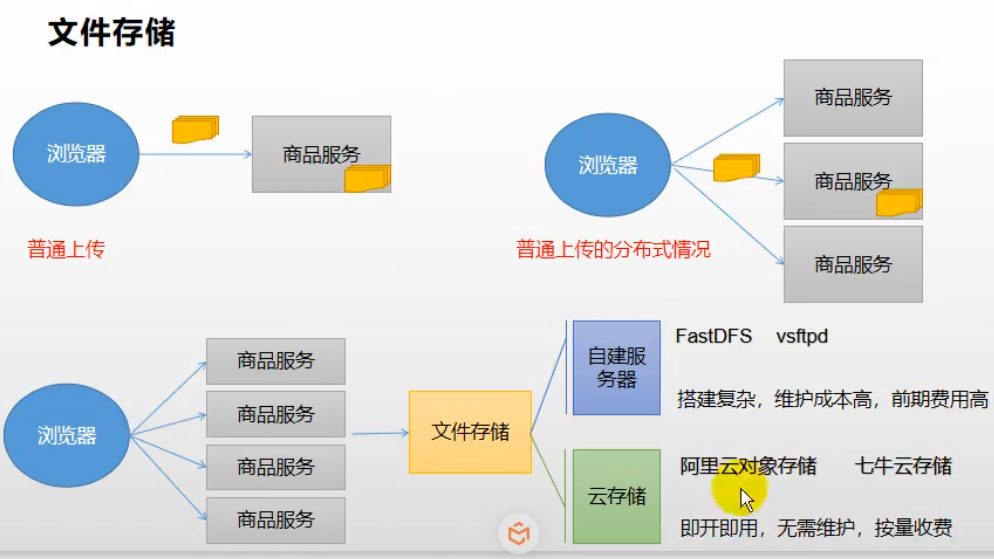 文件存储
浏览器
商品服务
普通上传
浏览器
商品服务
商品服务
商品服务
普通上传的分布式情况
浏览器
商品服务
商品服务
商品服务
商品服务
文件存储
自建服
务器
FastDFS vsftpd
搭建复杂，维护成本高，前期费用高
云存储
阿里云对象存储 七牛云存储
即开即用，无需维护，按量收费